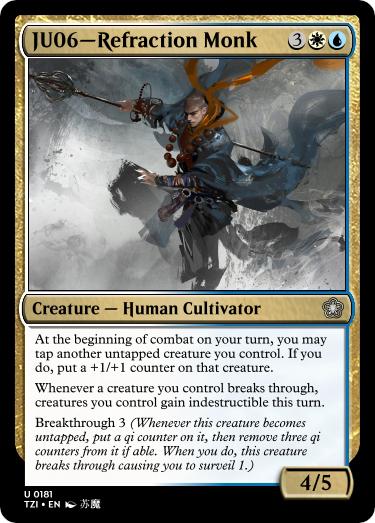 JU06—Refraction Monk 3
Creature — Human Cultivator
At the beginning of combat on your turn, you may
tap another untapped creature you control. If you
do, put a +1/+1 counter on that creature.
Whenever a creature you control breaks through,
creatures you control gain indestructible this turn.
Breakthrough 3 (Whenever this creature becomes
untapped, put a qi counter on it, then remove three qi
counters from it if able. When you do, this creature
breaks through causing you to surveil 1.)
4/5
U 0181
TZI • EN 苏魔